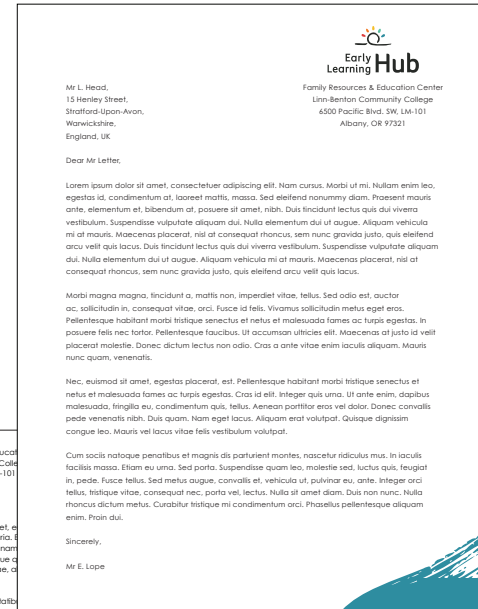 Early
Learning Hub
Mr L. Head,
15 Henley Street,
Stratford-Upon-Avon,
Warwickshire,
England, UK
Family Resources & Education Center
Linn-Benton Community College
6500 Pacific Blvd. SW, LM-101
Albany, OR 97321
Dear Mr Letter,
Lorem ipsum dolor sit amet, consectetuer adipiscing elit. Nam cursus. Morbi ut mi. Nullam enim leo,
egestas id, condimentum at, laoreet mattis, massa. Sed eleifend nonummy diam. Praesent mauris
ante, elementum et, bibendum at, posuere sit amet, nibh. Duis tincidunt lectus quis dui viverra
vestibulum. Suspendisse vulputate aliquam dui. Nulla elementum dui ut augue. Aliquam vehicula
mi at mauris. Maecenas placerat, nisl at consequat rhoncus, sem nunc gravida justo, quis eleifend
arcu velit quis lacus. Duis tincidunt lectus quis dui viverra vestibulum. Suspendisse vulputate aliquam
dui. Nulla elementum dui ut augue. Aliquam vehicula mi at mauris. Maecenas placerat, nisl at
consequat rhoncus, sem nunc gravida justo, quis eleifend arcu velit quis lacus.
Morbi magna magna, tincidunt a, mattis non, imperdiet vitae, tellus. Sed odio est, auctor
ac, sollicitudin in, consequat vitae, orci. Fusce id felis. Vivamus sollicitudin metus eget eros.
Pellentesque habitant morbi tristique senectus et netus et malesuada fames ac turpis egestas. In
posuere felis nec tortor. Pellentesque faucibus. Ut accumsan ultricies elit. Maecenas at justo id velit
placerat molestie. Donec dictum lectus non odio. Cras a ante vitae enim iaculis aliquam. Mauris
nunc quam, venenatis.
Nec, euismod sit amet, egestas placerat, est. Pellentesque habitant morbi tristique senectus et
netus et malesuada fames ac turpis egestas. Cras id elit. Integer quis urna. Ut ante enim, dapibus
malesuada, fringilla eu, condimentum quis, tellus. Aenean porttitor eros vel dolor. Donec convallis
pede venenatis nibh. Duis quam. Nam eget lacus. Aliquam erat volutpat. Quisque dignissim
congue leo. Mauris vel lacus vitae felis vestibulum volutpat.
Cum sociis natoque penatibus et magnis dis parturient montes, nascetur ridiculus mus. In iaculis
facilisis massa. Etiam eu urna. Sed porta. Suspendisse quam leo, molestie sed, luctus quis, feugiat
in, pede. Fusce tellus. Sed metus augue, convallis et, vehicula ut, pulvinar eu, ante. Integer orci
tellus, tristique vitae, consequat nec, porta vel, lectus. Nulla sit amet diam. Duis non nunc. Nulla
rhoncus dictum metus. Curabitur tristique mi condimentum orci. Phasellus pellentesque aliquam
enim. Proin dui.
Sincerely,
Mr E. Lope